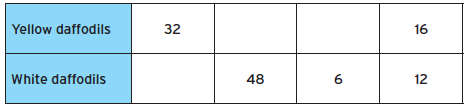 Yellow daffodils 32 16
White daffodils 48 6 12